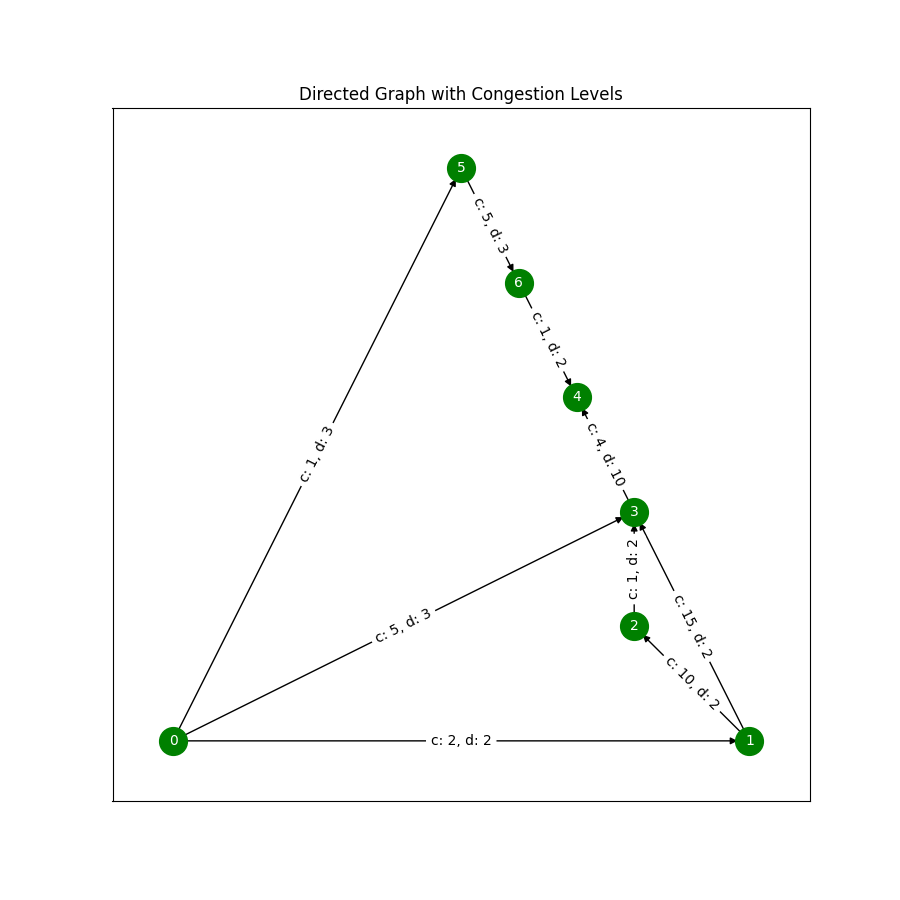 Directed Graph with Congestion Levels
5
c: 5, d: 3
6
c: 1, d: 2
4
c: 1, d: 3
c: 4, d: 10
3
c: 1, d: 2
c: 5, d: 3
2
c: 15, d: 2
c: 10, d: 2
0
c: 2, d: 2
1